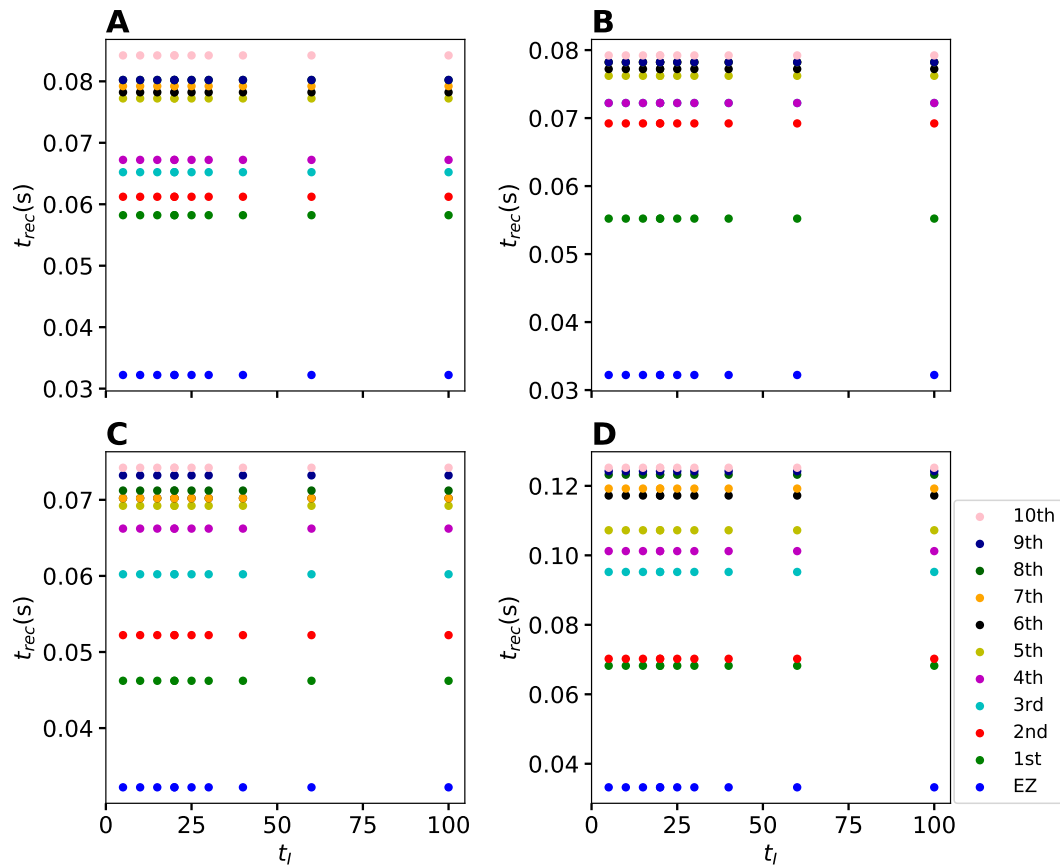 A
B
0.08
0.07
0.06
0.05
0.04
0.03
t_rec(s)
0.08
0.07
0.06
0.05
0.04
0.03
t_rec(s)
0
25
50
75
100
C
D
0.07
0.06
0.05
0.04
t_rec(s)
0
25
50
75
100
t_I
0.12
0.10
0.08
0.06
0.04
t_rec(s)
t_I
10th
9th
8th
7th
6th
5th
4th
3rd
2nd
1st
EZ